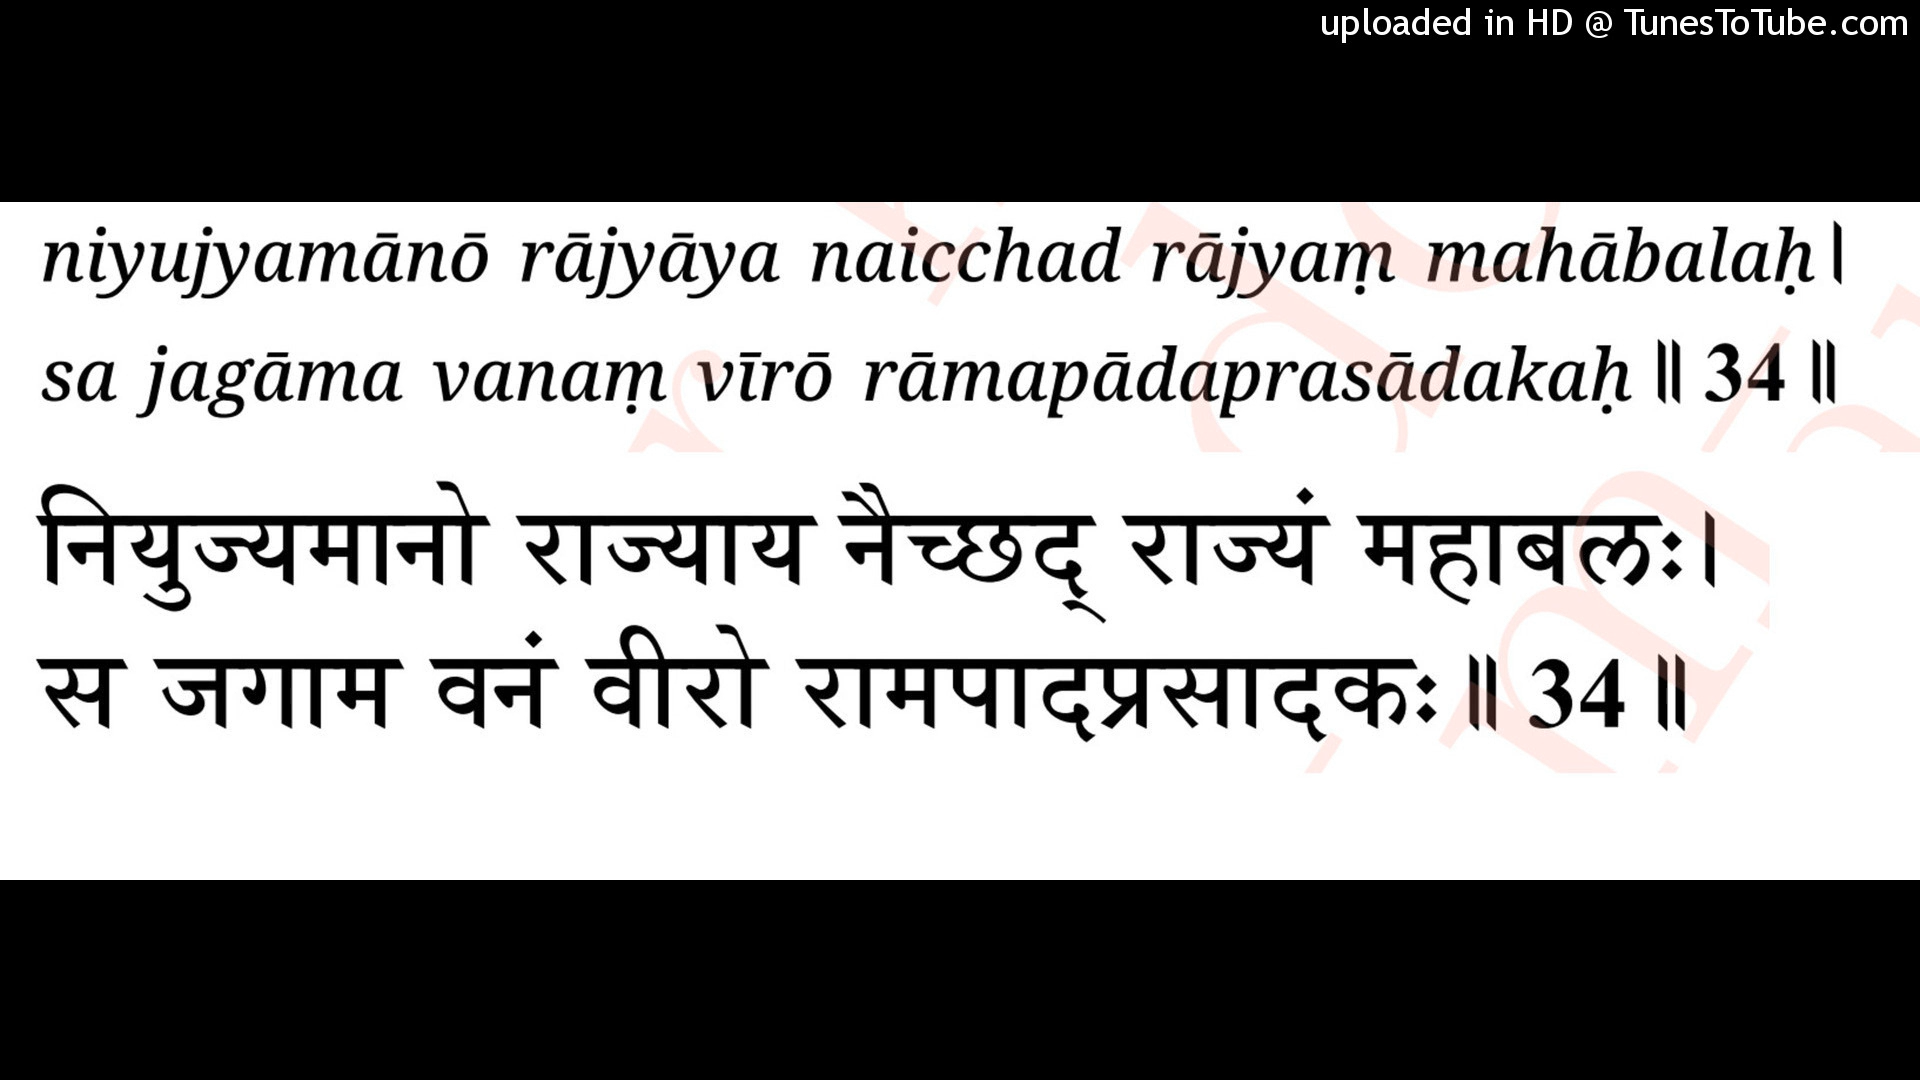 uploaded in HD @ TunesToTube.com
niyujyamānō rājyāya naicchad rājyaṃ mahābalaḥ।
sa jagāma vanaṃ vīrō rāmapādaprasādakaḥ॥34॥
नियुज्यमानो राज्याय नैच्छद् राज्यं महाबलः।
स जगाम वनं वीरो रामपादप्रसादकः॥34॥